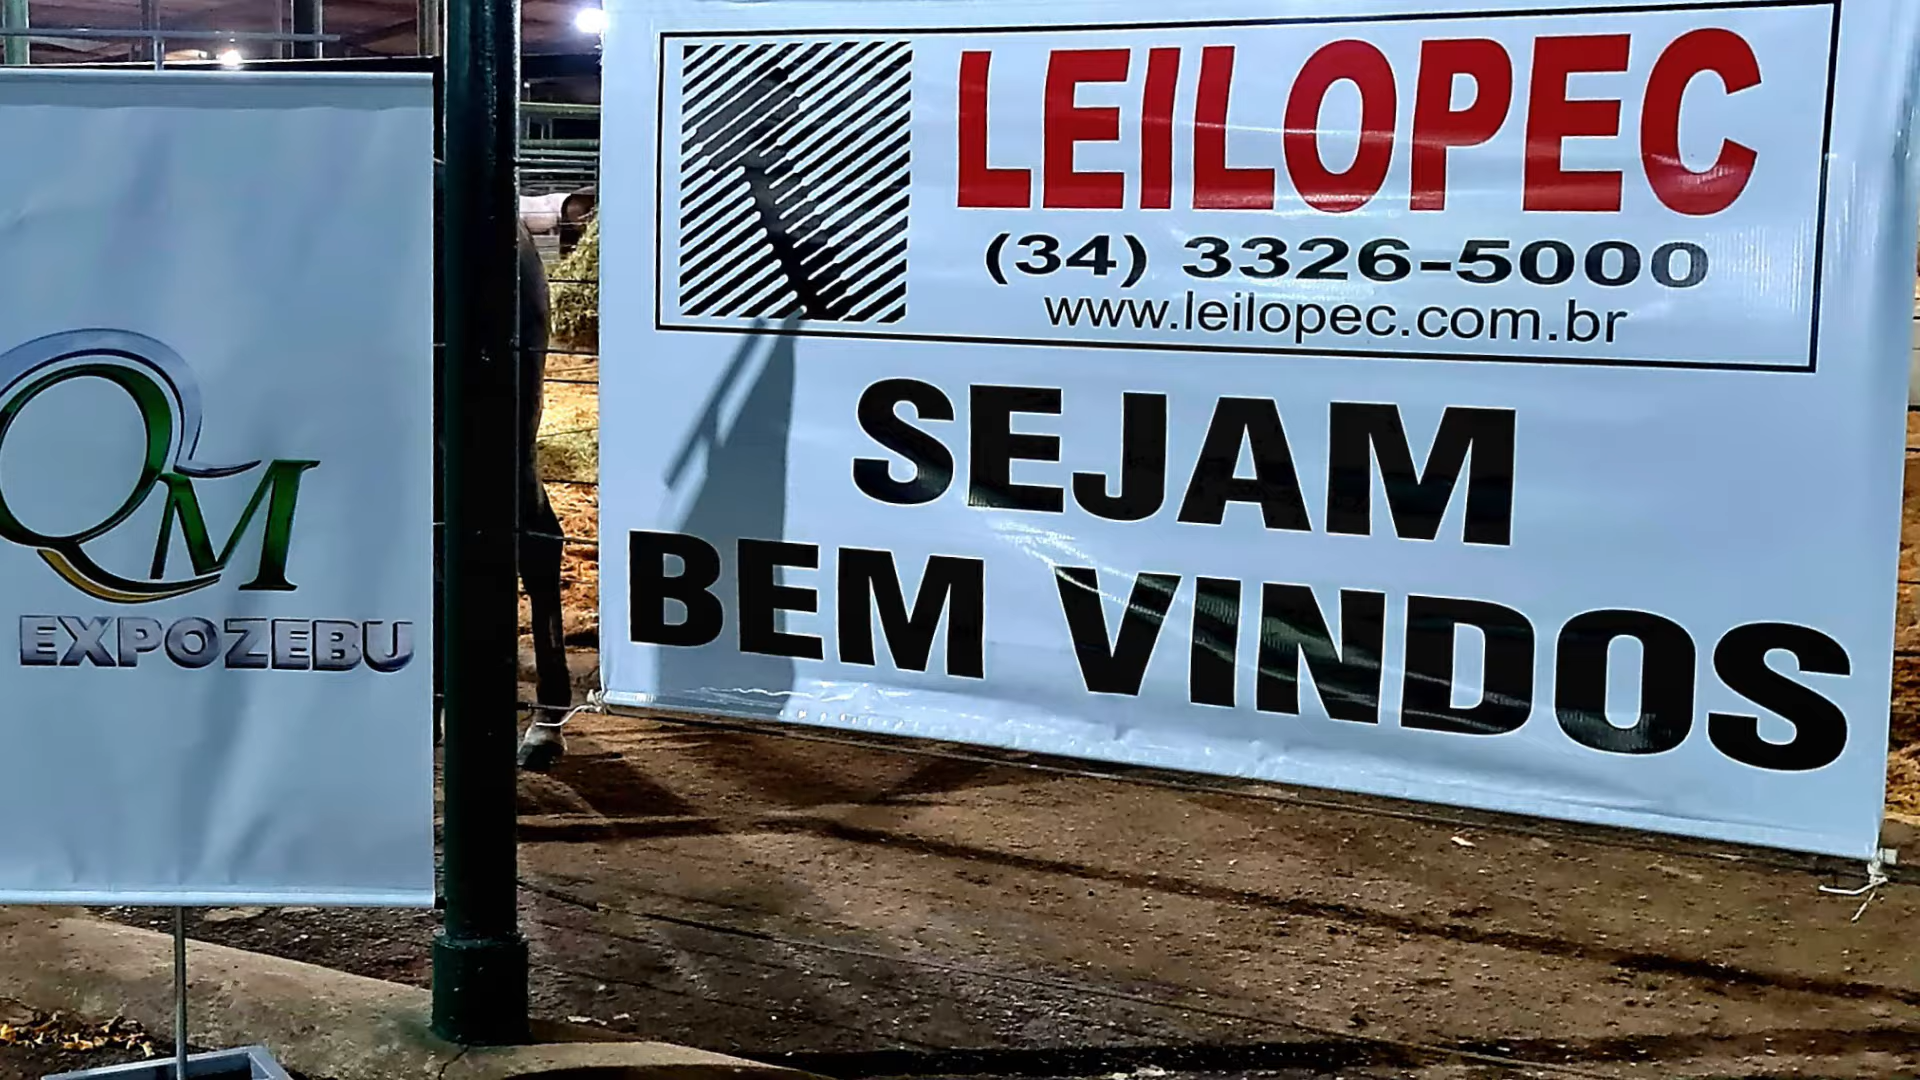 QM
EXPOZEBU
LEILOPEC
(34) 3326-5000
www.leilopec.com.br
SEJAM
BEM VINDOS